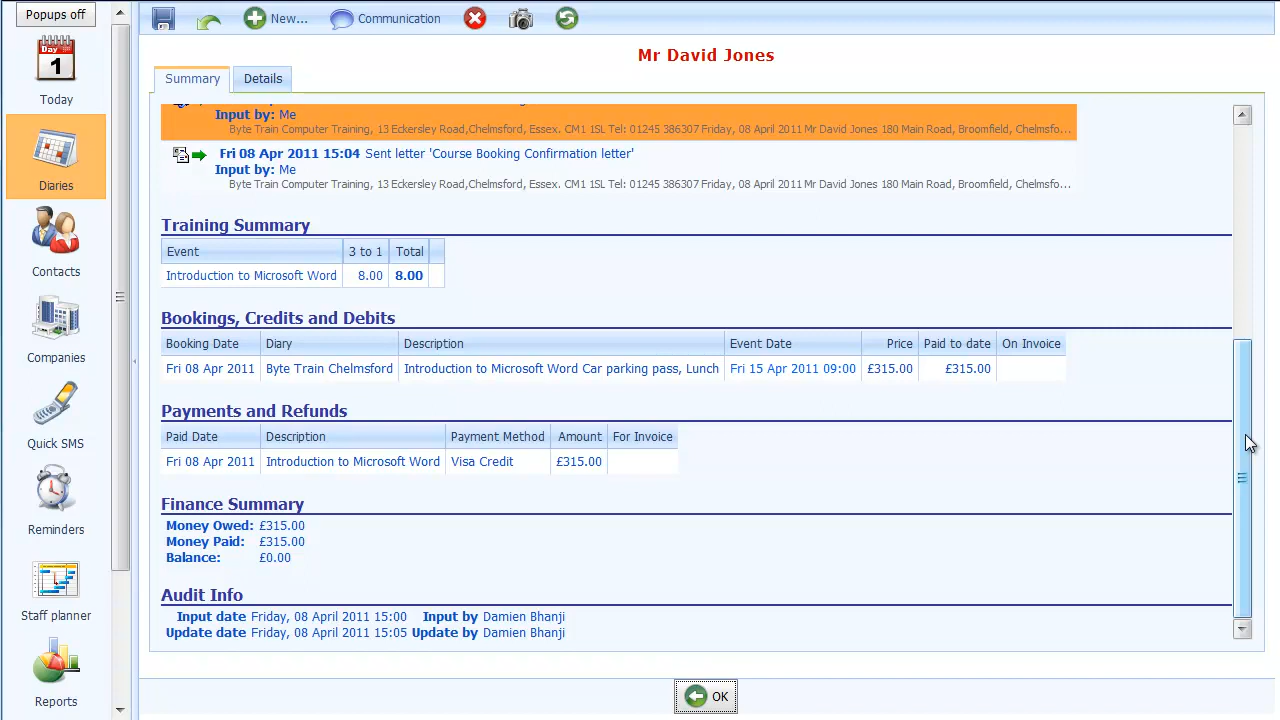 Popups off
New...
Communication
Mr David Jones
Summary
Details
Day
1
Today
Diaries
Contacts
Companies
Quick SMS
Reminders
Staff planner
Reports
Input by: Me
Byte Train Computer Training, 13 Eckersley Road,Chelmsford, Essex. CM1 1SL Tel: 01245 386307 Friday, 08 April 2011 Mr David Jones 180 Main Road, Broomfield, Chelmsfo...
Fri 08 Apr 2011 15:04 Sent letter 'Course Booking Confirmation letter'
Input by: Me
Byte Train Computer Training, 13 Eckersley Road,Chelmsford, Essex. CM1 1SL Tel: 01245 386307 Friday, 08 April 2011 Mr David Jones 180 Main Road, Broomfield, Chelmsfo...
Training Summary
Event 3 to 1 Total
Introduction to Microsoft Word 8.00 8.00
Bookings, Credits and Debits
Booking Date Diary Description Event Date Price Paid to date On Invoice
Fri 08 Apr 2011 Byte Train Chelmsford Introduction to Microsoft Word Car parking pass, Lunch Fri 15 Apr 2011 09:00 £315.00 £315.00
Payments and Refunds
Paid Date Description Payment Method Amount For Invoice
Fri 08 Apr 2011 Introduction to Microsoft Word Visa Credit £315.00
Finance Summary
Money Owed: £315.00
Money Paid: £315.00
Balance: £0.00
Audit Info
Input date Friday, 08 April 2011 15:00 Input by Damien Bhanji
Update date Friday, 08 April 2011 15:05 Update by Damien Bhanji
OK